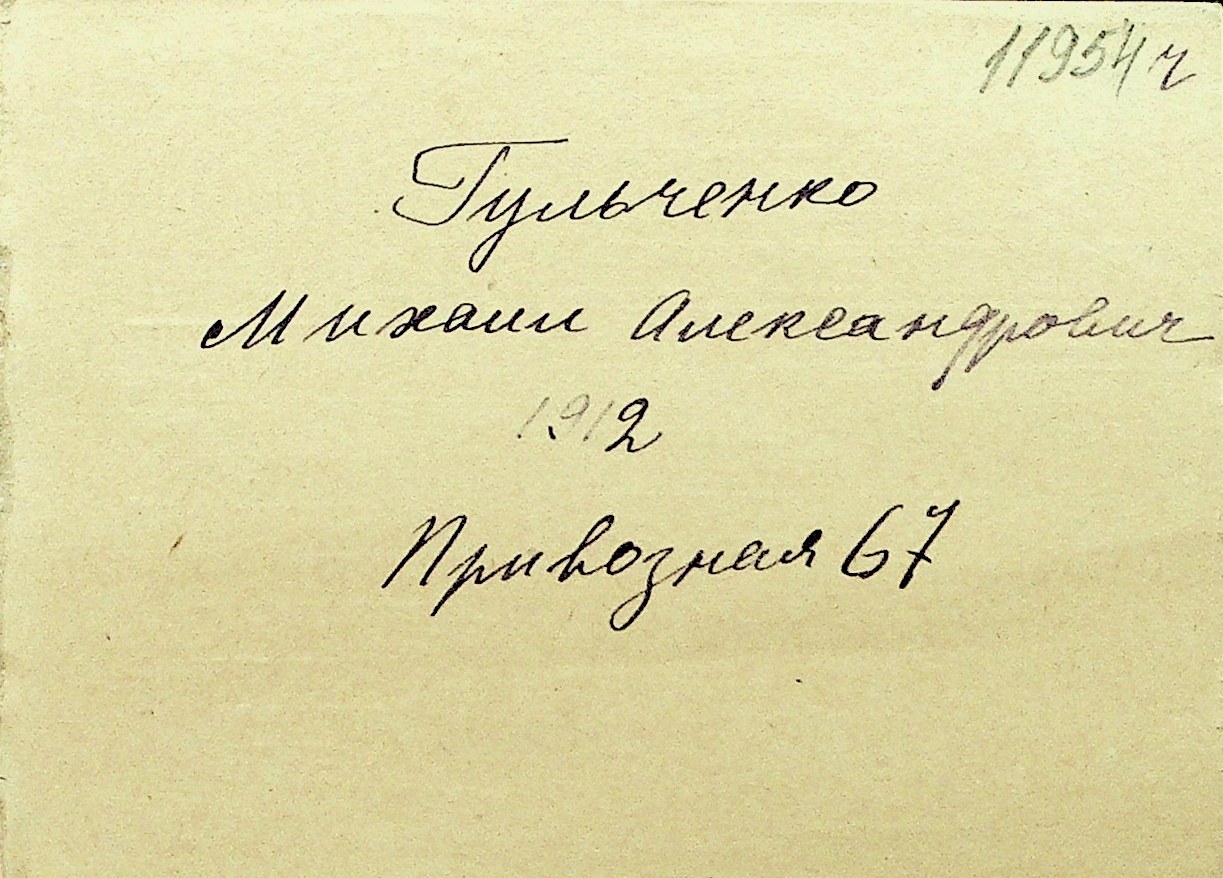 11954ч
Гульченко
Михаил Александрович
1912
Привозная 67